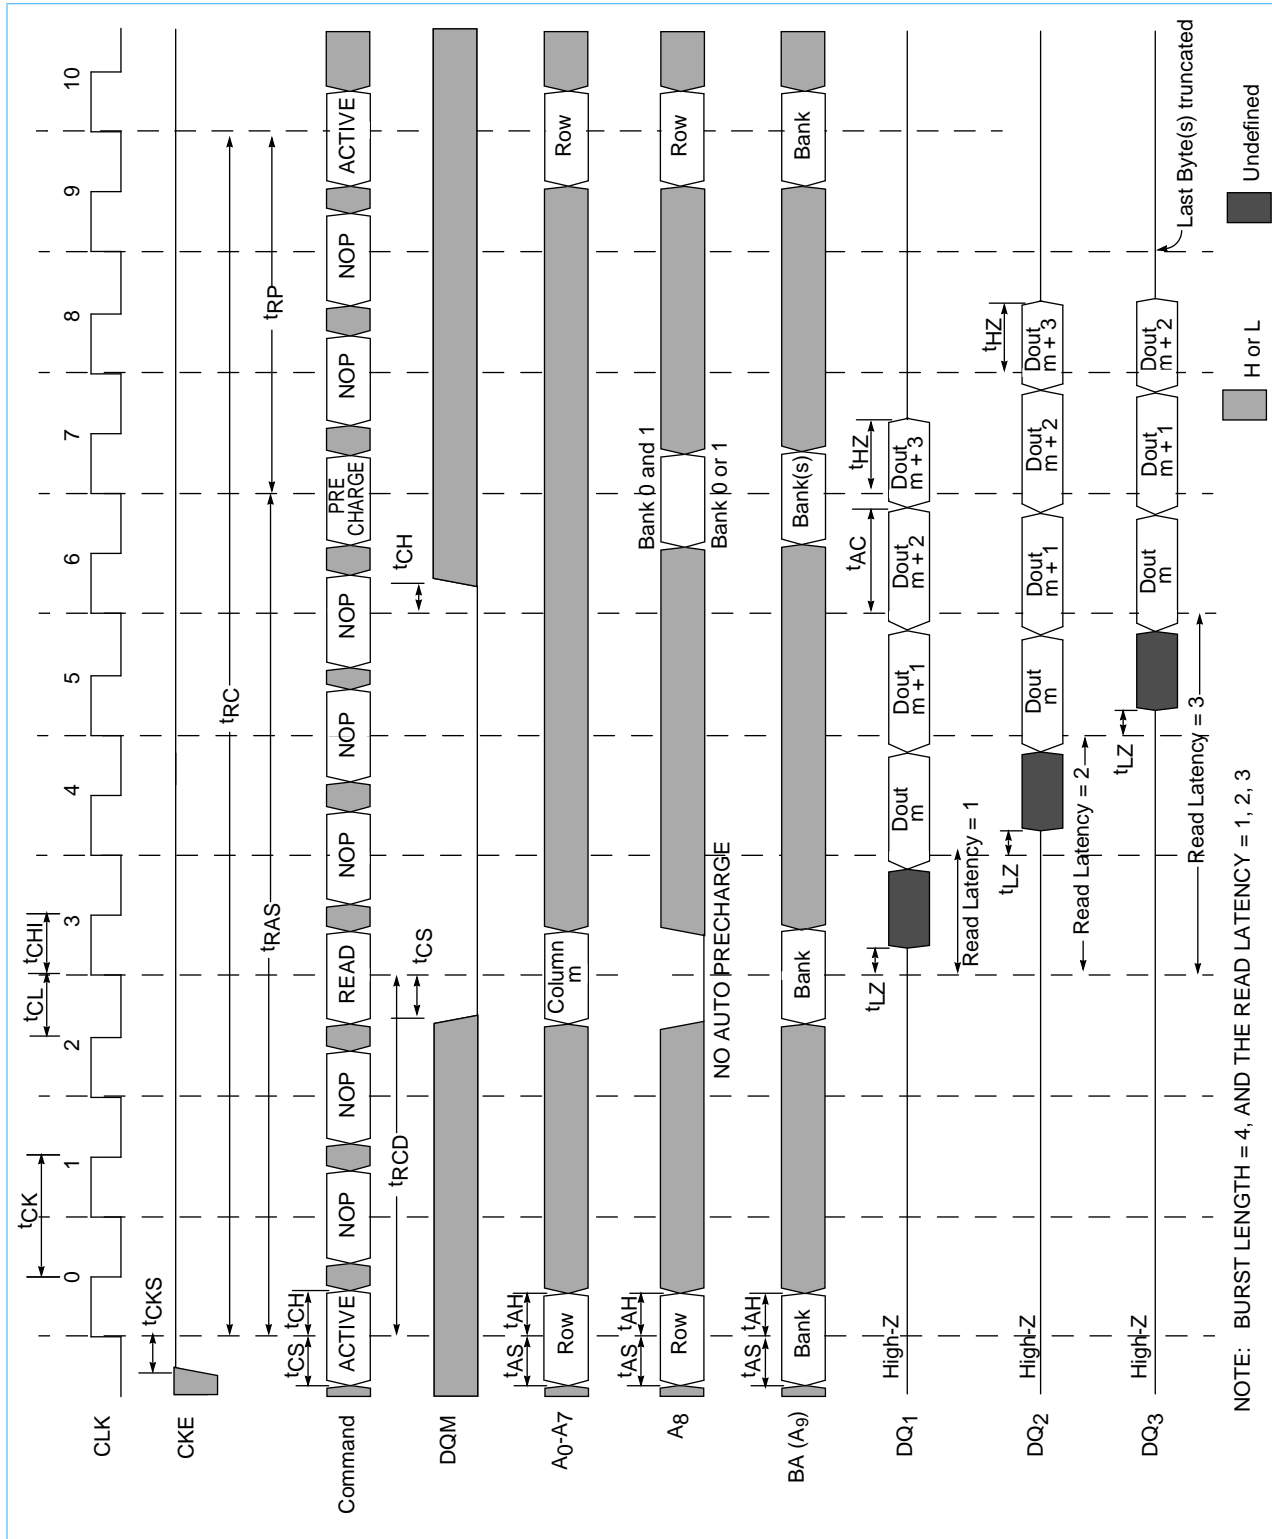 0 1 2 3 4 5 6 7 8 9 10
CLK
tCK
tCL
tCHI
CKE
tCKS
tRC
tRAS
tRP
Command
tCS
tCH
ACTIVE NOP NOP READ NOP NOP NOP PRE CHARGE NOP NOP ACTIVE
tRCD
tCS
tCH
DQM
A0-A7
tAS
tAH
Row
Column m
Row
A8
tAS
tAH
Row
NO AUTO PRECHARGE
Bank 0 and 1
Bank 0 or 1
Row
BA (A9)
tAS
tAH
Bank
Bank
Bank(s)
Bank
DQ1
High-Z
tLZ
Dout m
Dout m + 1
tAC
Dout m + 2
tHZ
Dout m + 3
Read Latency = 1
DQ2
High-Z
tLZ
Dout m
Dout m + 1
Dout m + 2
tHZ
Dout m + 3
Read Latency = 2
DQ3
High-Z
tLZ
Dout m
Dout m + 1
Dout m + 2
Last Byte(s) truncated
Read Latency = 3
NOTE: BURST LENGTH = 4, AND THE READ LATENCY = 1, 2, 3
H or L
Undefined